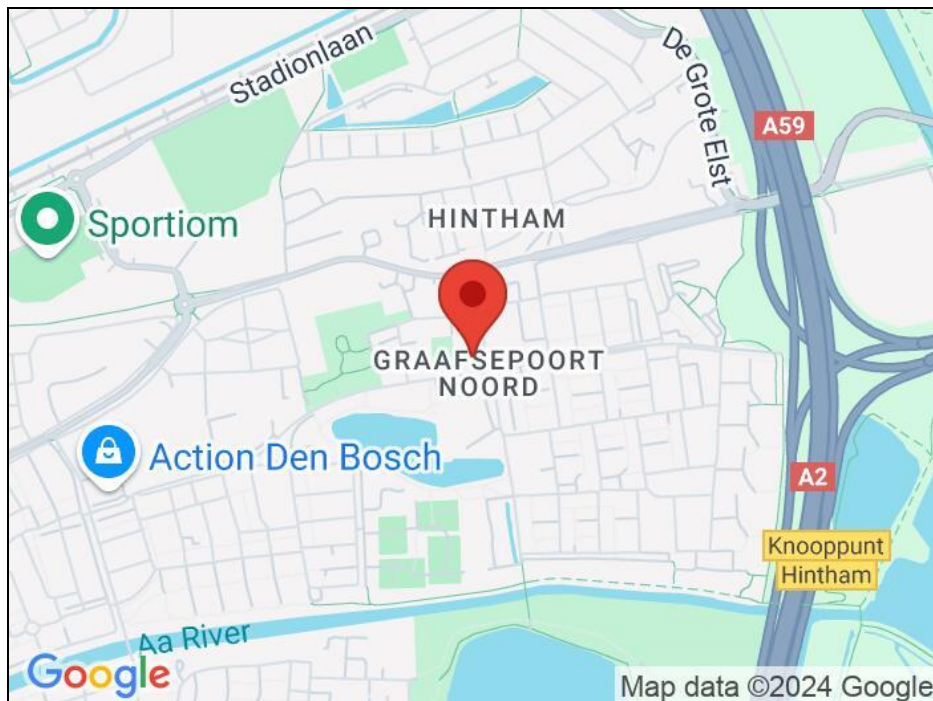 Stadionlaan
De Grote Elst
A59
Sportiom
HINTHAM
GRAAFSEPOORT
NOORD
Action Den Bosch
A2
Knooppunt
Hintham
Aa River
Google
Map data ©2024 Google